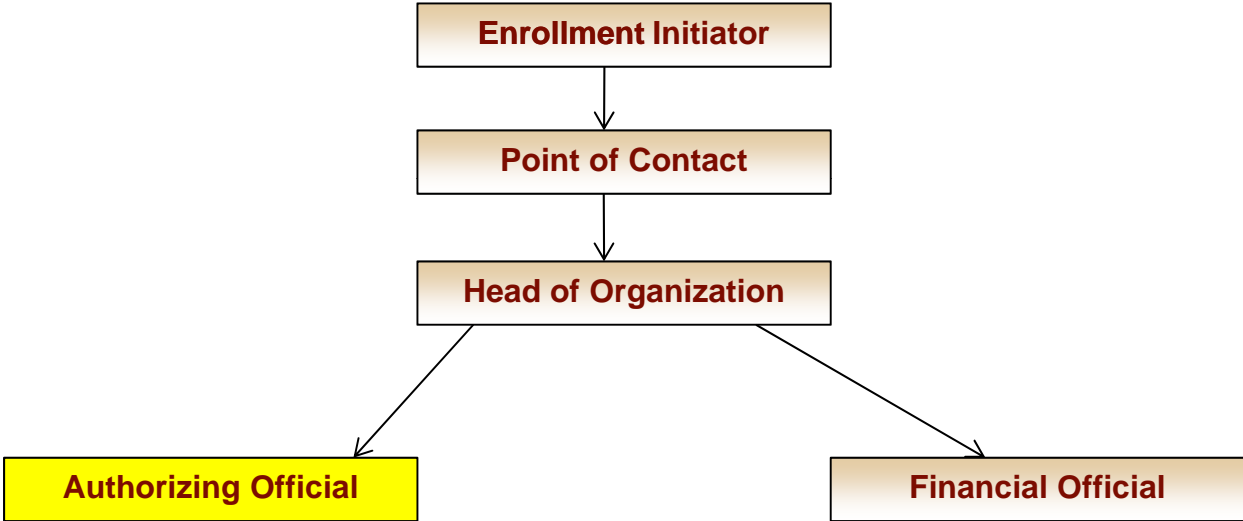 Enrollment Initiator
Point of Contact
Head of Organization
Authorizing Official
Financial Official